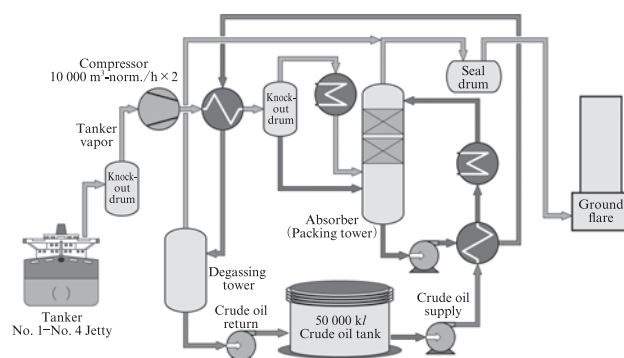 Compressor
10 000 m³-norm./h × 2
Tanker
vapor
Knock-
out
drum
Knock-
out
drum
Seal
drum
Ground
flare
Absorber
(Packing tower)
Degassing
tower
Tanker
No. 1–No. 4 Jetty
Crude oil
return
50 000 kl
Crude oil tank
Crude oil
supply